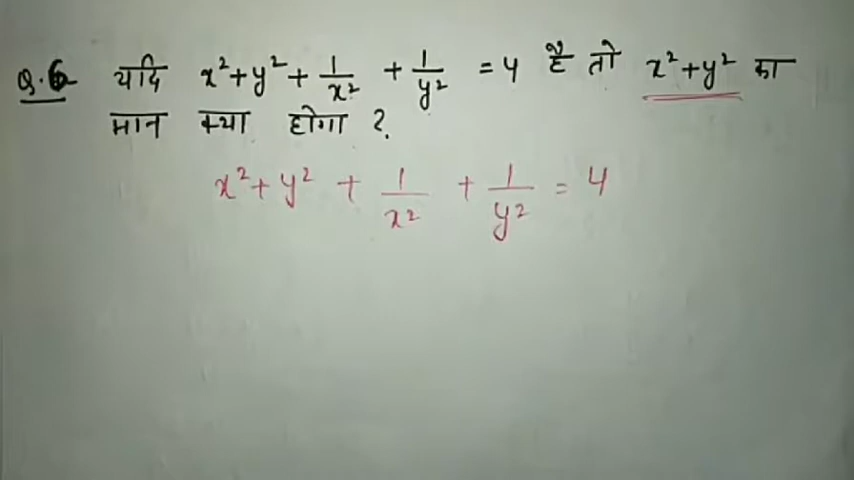 Q.6 यदि x²+y²+1/x² +1/y² =4 है तो x²+y² का
मान क्या होगा ?
x²+y² + 1/x² + 1/y² = 4